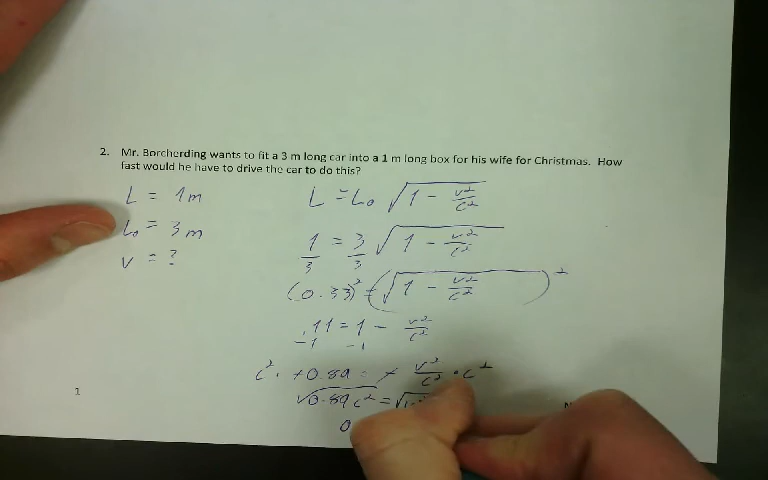 2. Mr. Borcherding wants to fit a 3 m long car into a 1 m long box for his wife for Christmas. How
fast would he have to drive the car to do this?
L = 1m
L₀ = 3 m
v = ?
L = L₀ √(1 - v²/c²)
1/3 = 3/3 √(1 - v²/c²)
(0.33)² = (√(1 - v²/c²))²
.11 = 1 - v²/c²
-1 -1
c² · +0.89 = + v²/c² · c²
√0.89c² = √
0
1